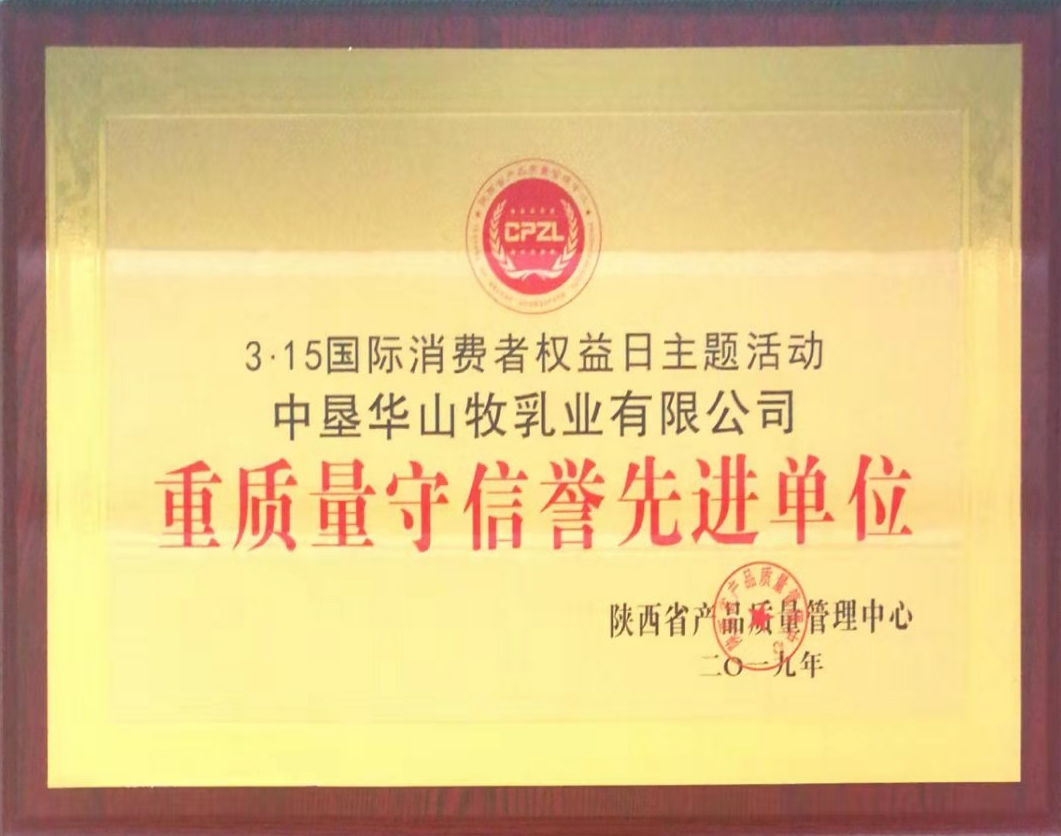 CPZL
3·15国际消费者权益日主题活动
中垦华山牧乳业有限公司
重质量守信誉先进单位
陕西省产品质量管理中心
二〇一九年